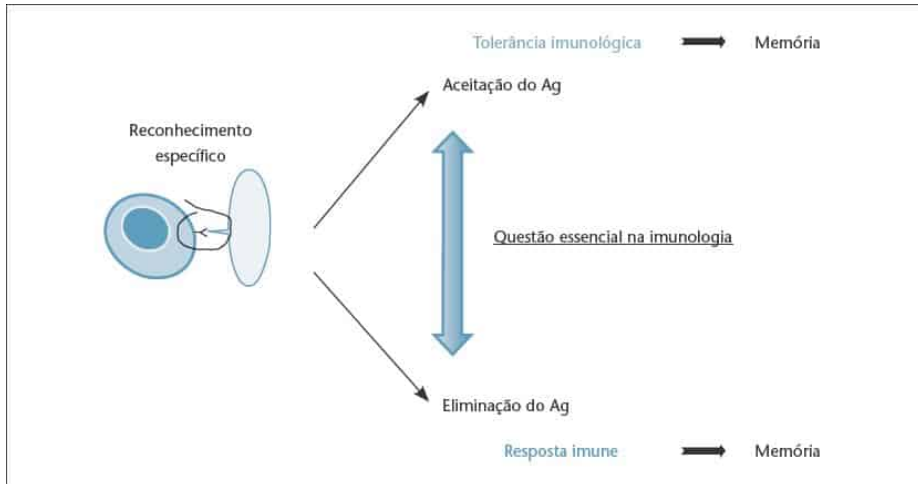 Tolerância imunológica Memória
Aceitação do Ag
Reconhecimento
específico
Questão essencial na imunologia
Eliminação do Ag
Resposta imune Memória